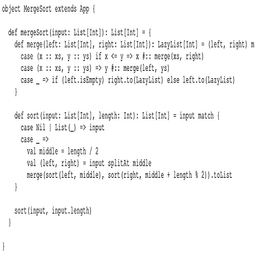 object MergeSort extends App {
def mergeSort(input: List[Int]): List[Int] = {
def merge(left: List[Int], right: List[Int]): LazyList[Int] = (left, right) m
case (x :: xs, y :: ys) if x <= y => x #:: merge(xs, right)
case (x :: xs, y :: ys) => y #:: merge(left, ys)
case _ => if (left.isEmpty) right.to(LazyList) else left.to(LazyList)
}
def sort(input: List[Int], length: Int): List[Int] = input match {
case Nil | List(_) => input
case _ =>
val middle = length / 2
val (left, right) = input splitAt middle
merge(sort(left, middle), sort(right, middle + length % 2)).toList
}
sort(input, input.length)
}
}